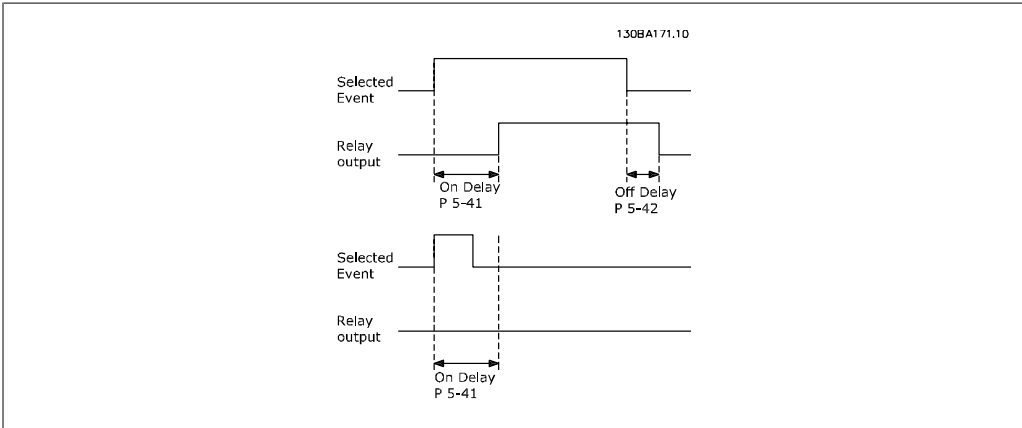 130BA171.10
Selected
Event
Relay
output
On Delay
P 5-41
Off Delay
P 5-42
Selected
Event
Relay
output
On Delay
P 5-41